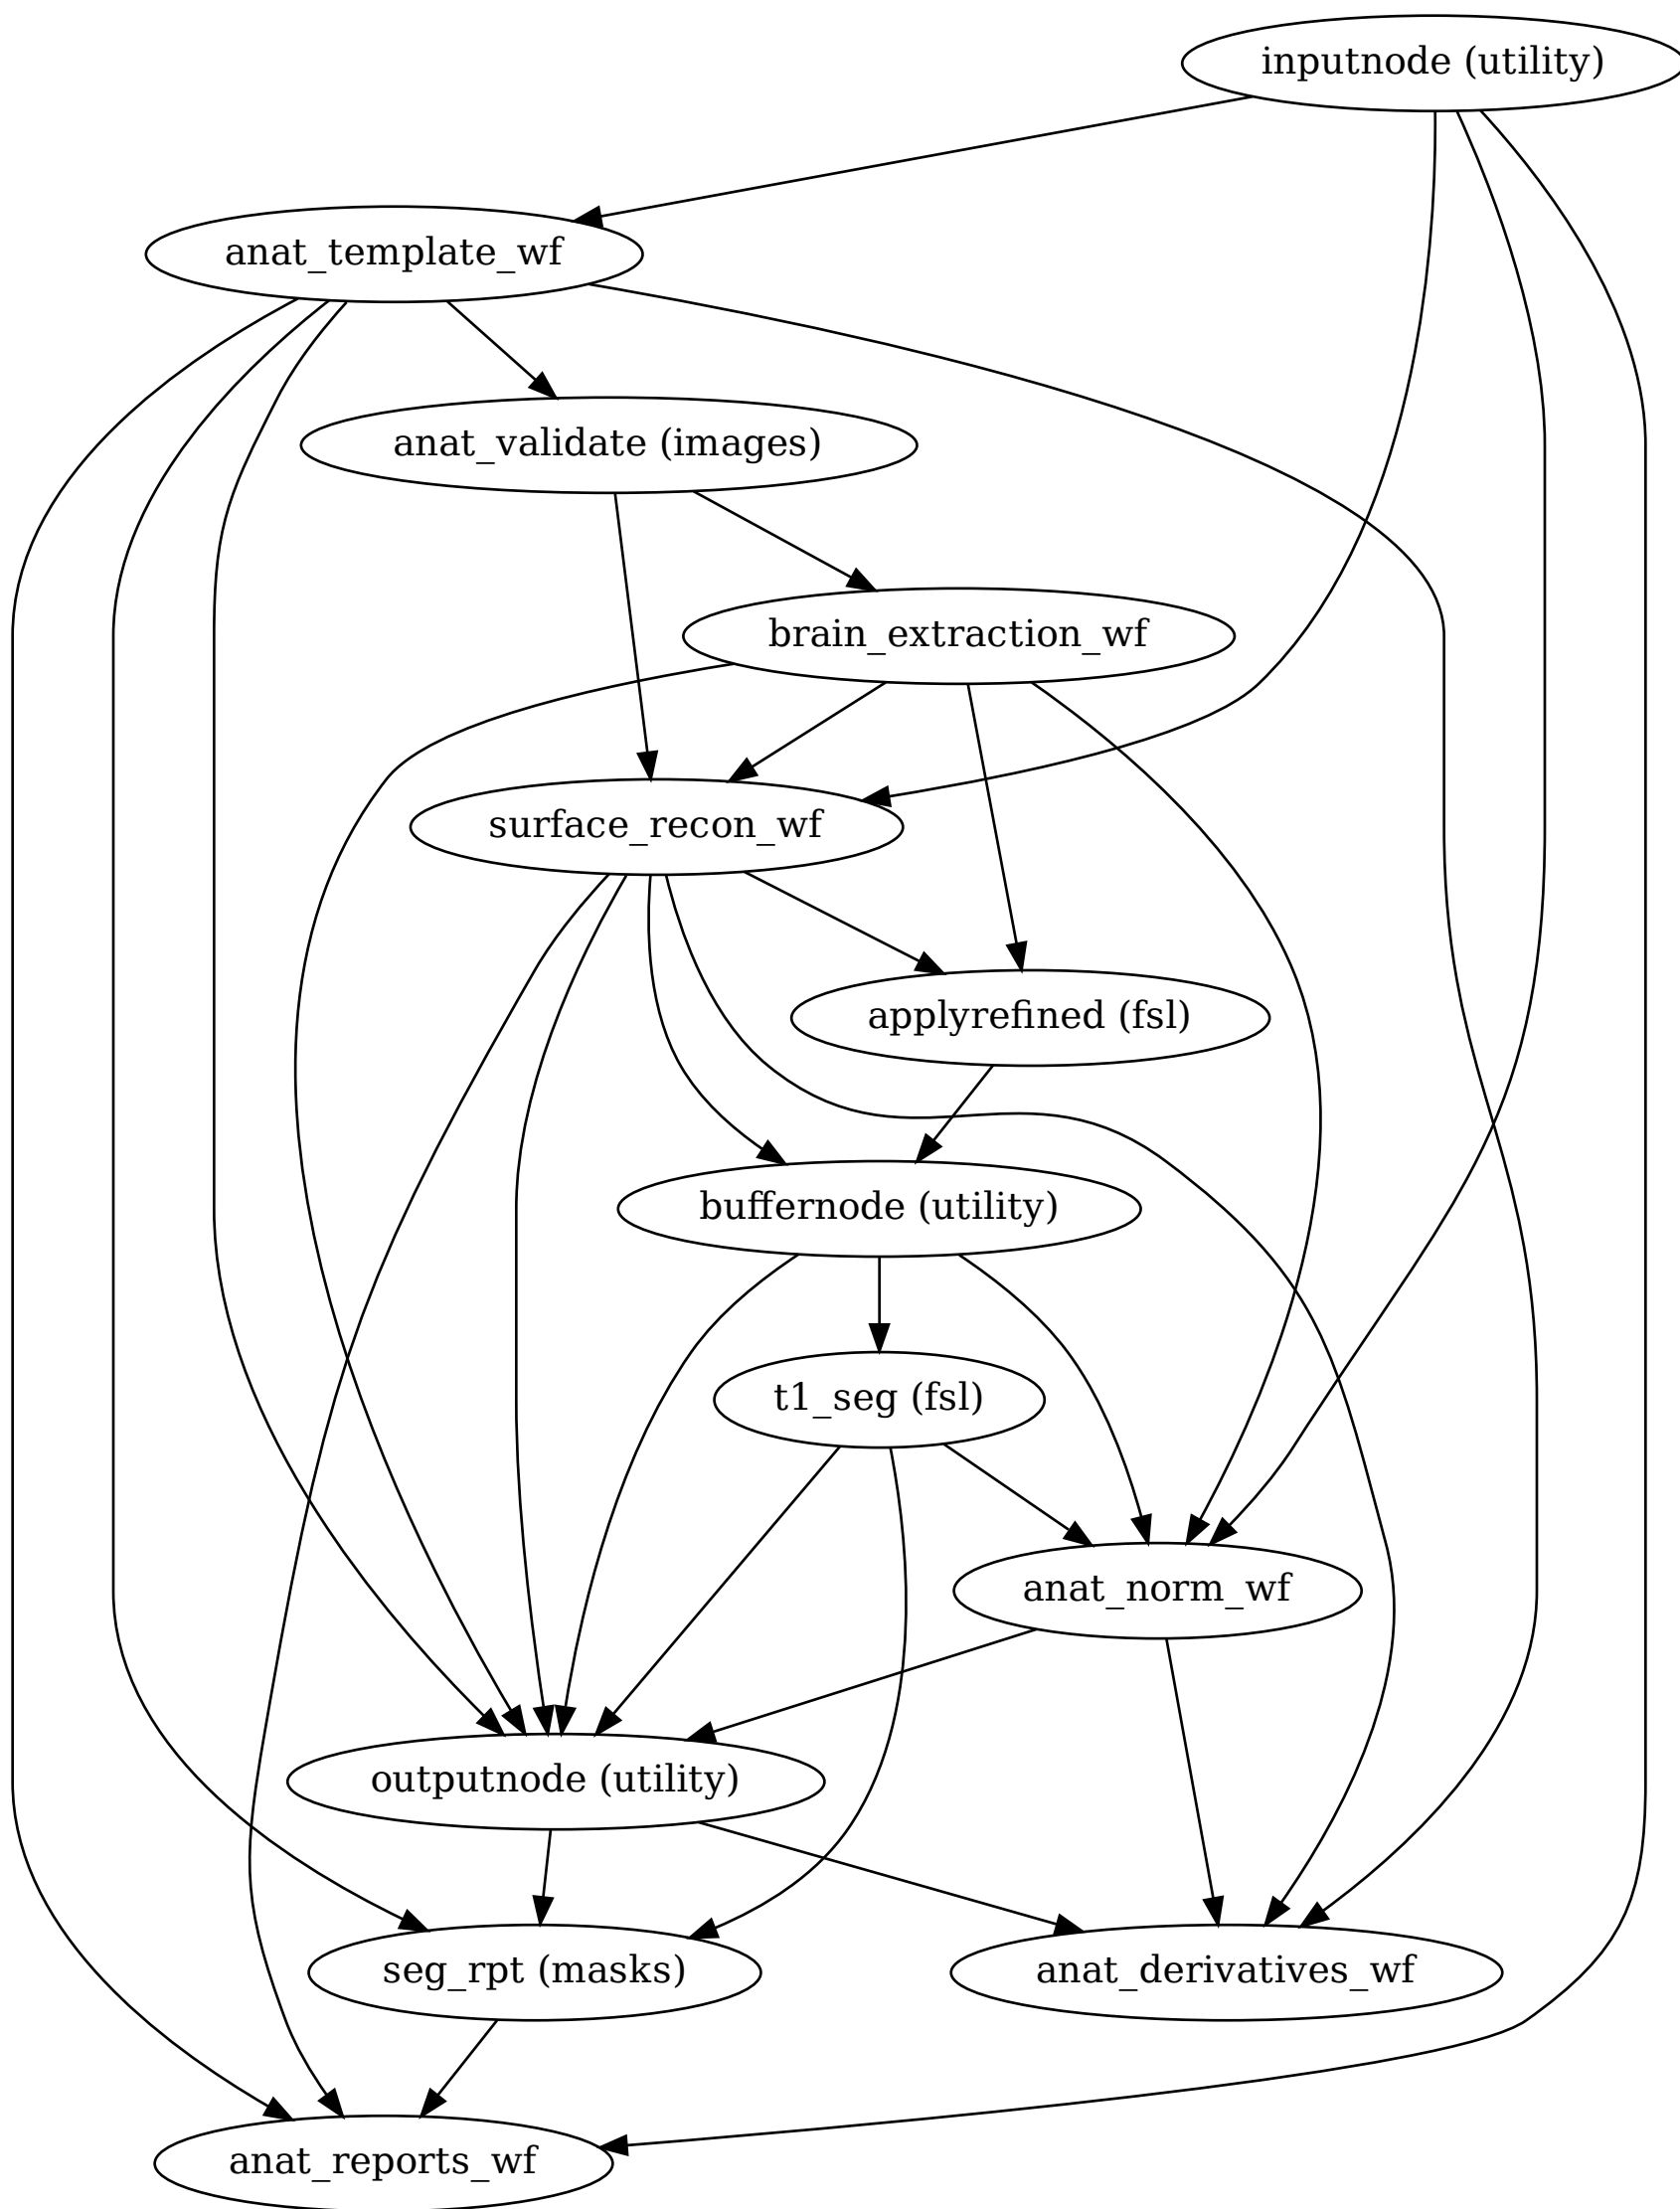 inputnode (utility)
anat_template_wf
anat_validate (images)
brain_extraction_wf
surface_recon_wf
applyrefined (fsl)
buffernode (utility)
t1_seg (fsl)
anat_norm_wf
outputnode (utility)
seg_rpt (masks)
anat_derivatives_wf
anat_reports_wf